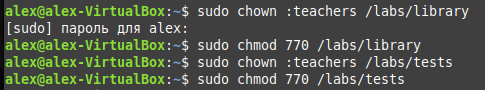 alex@alex-VirtualBox:~$ sudo chown :teachers /labs/library
[sudo] пароль для alex:
alex@alex-VirtualBox:~$ sudo chmod 770 /labs/library
alex@alex-VirtualBox:~$ sudo chown :teachers /labs/tests
alex@alex-VirtualBox:~$ sudo chmod 770 /labs/tests